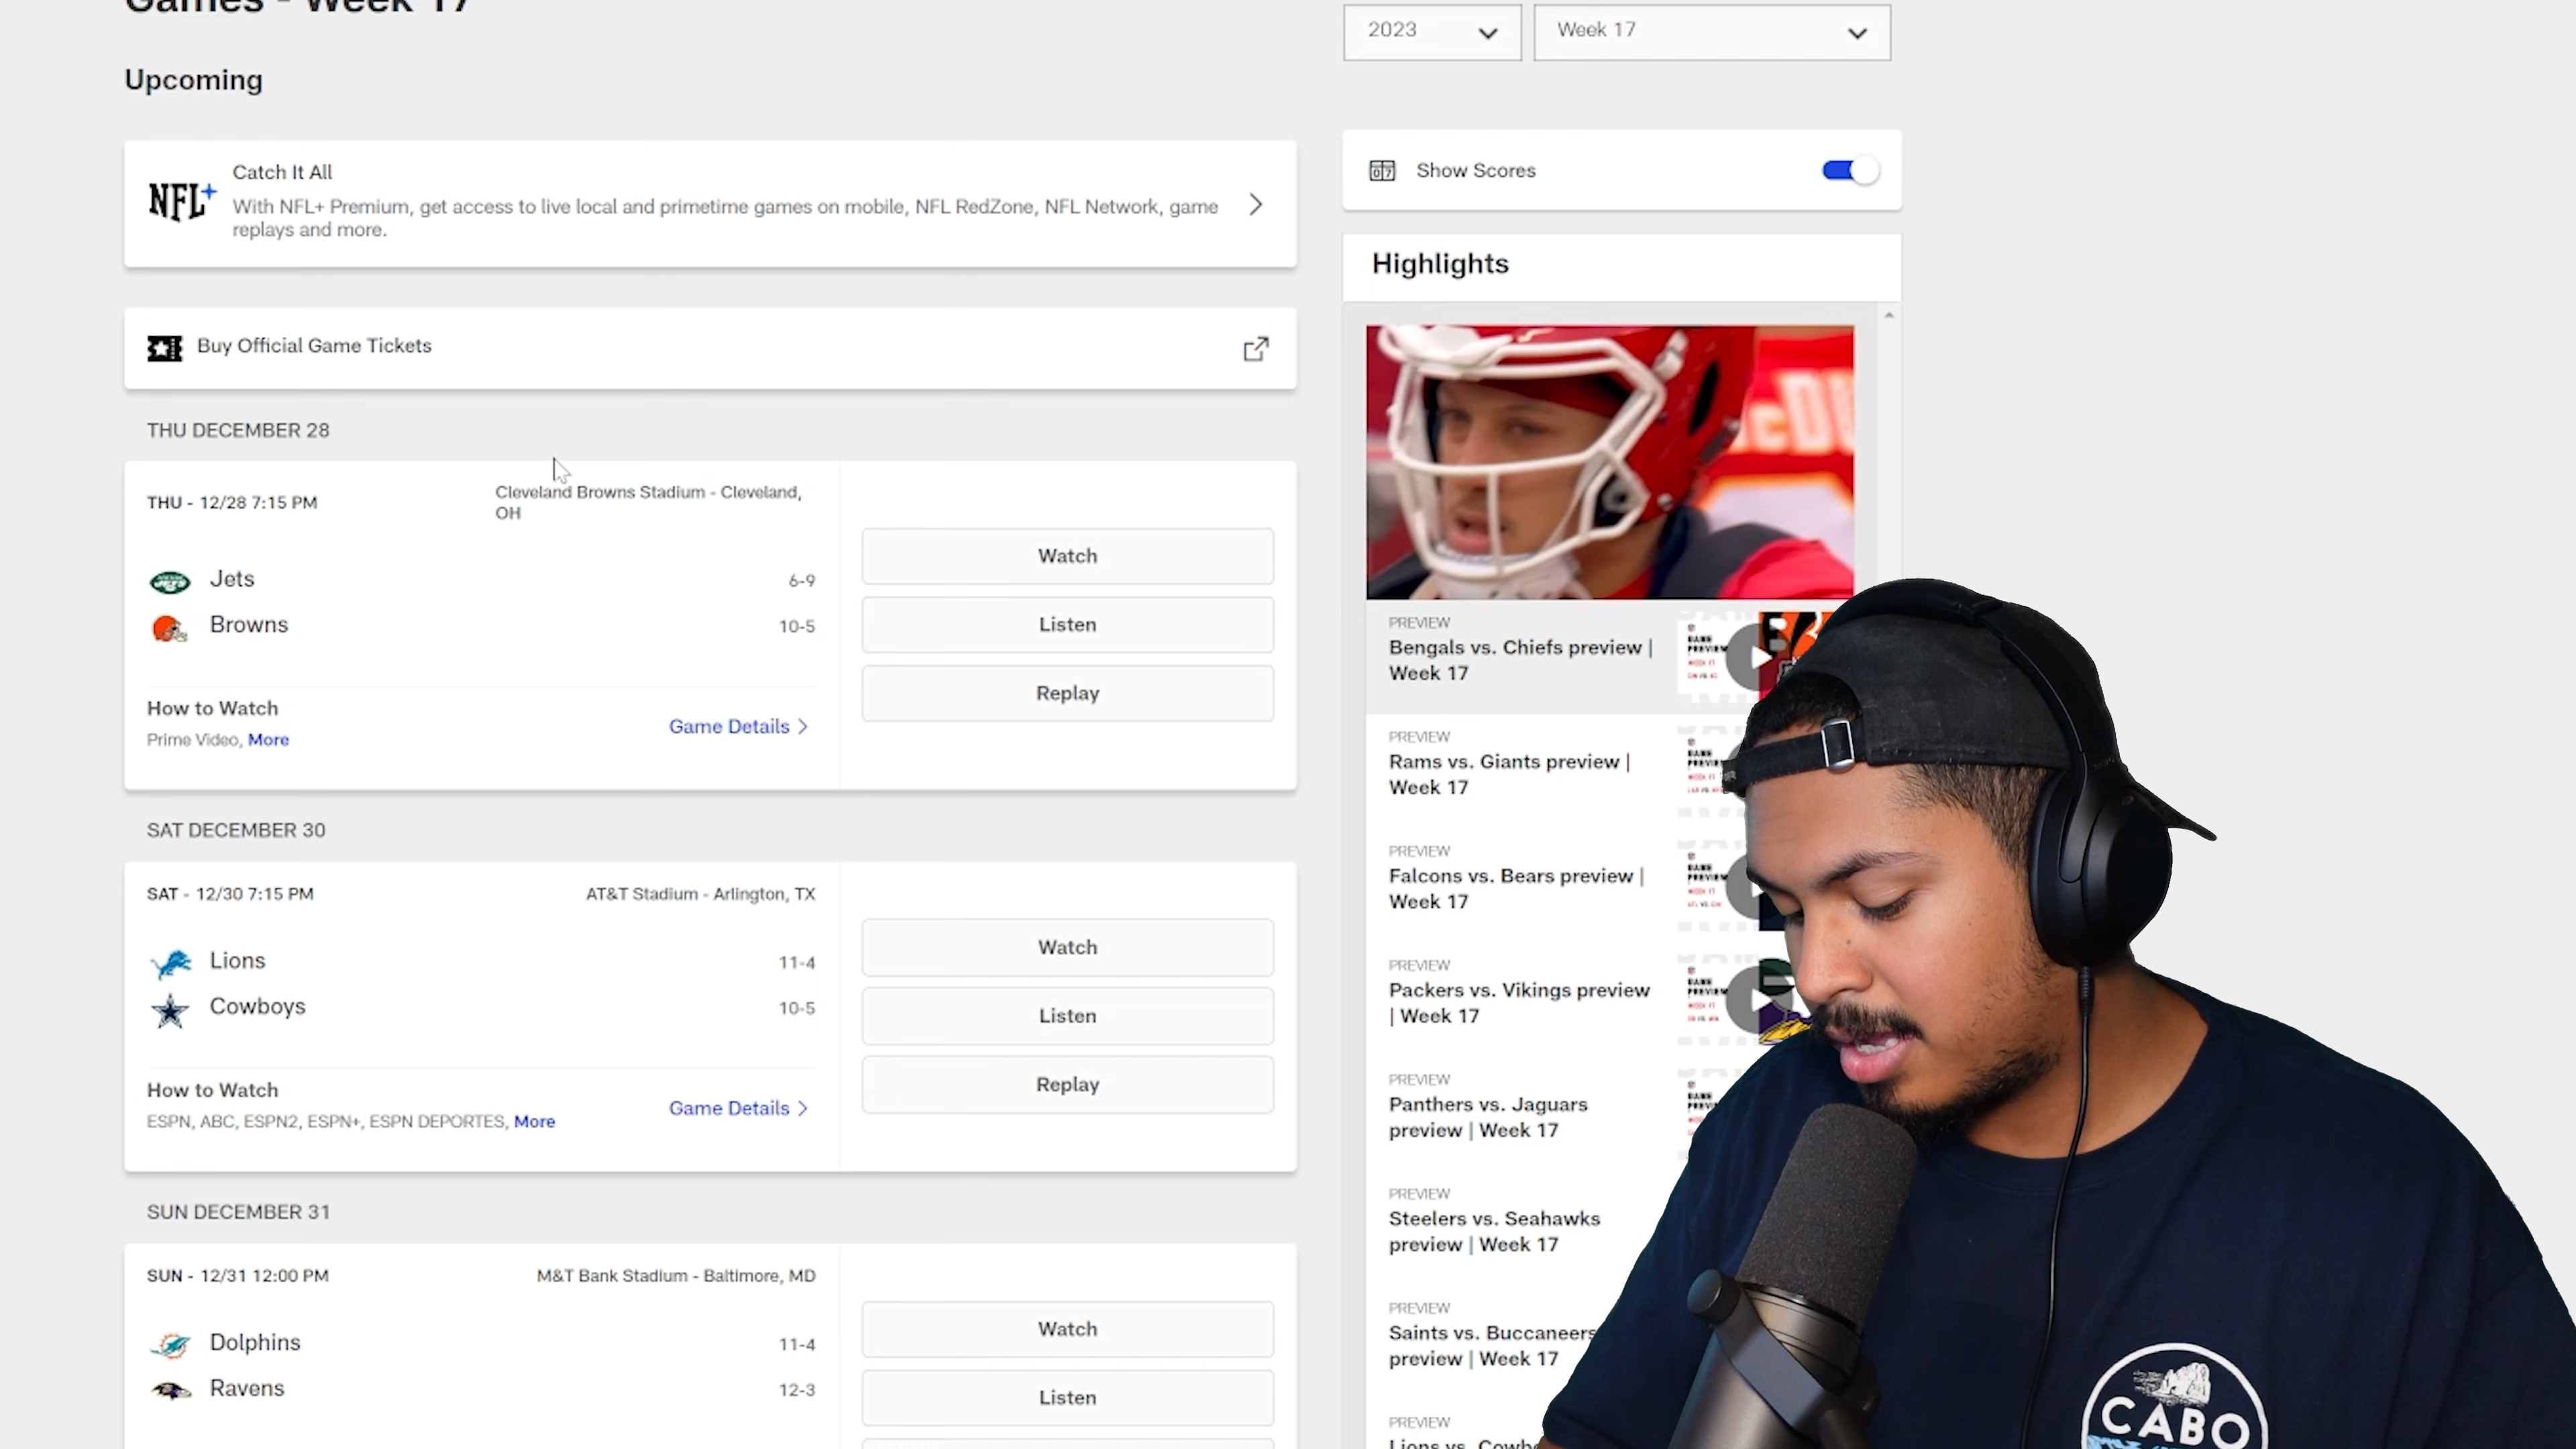 Games - Week 17
2023
Week 17
Upcoming
NFL+
Catch It All
With NFL+ Premium, get access to live local and primetime games on mobile, NFL RedZone, NFL Network, game
replays and more.
Show Scores
Highlights
Buy Official Game Tickets
THU DECEMBER 28
THU - 12/28 7:15 PM
Cleveland Browns Stadium - Cleveland,
OH
Jets
6-9
Browns
10-5
How to Watch
Prime Video, More
Game Details
Watch
Listen
Replay
SAT DECEMBER 30
SAT - 12/30 7:15 PM
AT&T Stadium - Arlington, TX
Lions
11-4
Cowboys
10-5
How to Watch
ESPN, ABC, ESPN2, ESPN+, ESPN DEPORTES, More
Game Details
Watch
Listen
Replay
SUN DECEMBER 31
SUN - 12/31 12:00 PM
M&T Bank Stadium - Baltimore, MD
Dolphins
11-4
Ravens
12-3
Watch
Listen
PREVIEW
Bengals vs. Chiefs preview |
Week 17
PREVIEW
Rams vs. Giants preview |
Week 17
PREVIEW
Falcons vs. Bears preview |
Week 17
PREVIEW
Packers vs. Vikings preview
| Week 17
PREVIEW
Panthers vs. Jaguars
preview | Week 17
PREVIEW
Steelers vs. Seahawks
preview | Week 17
PREVIEW
Saints vs. Buccaneers
preview | Week 17
PREVIEW
Lions vs.
CABO